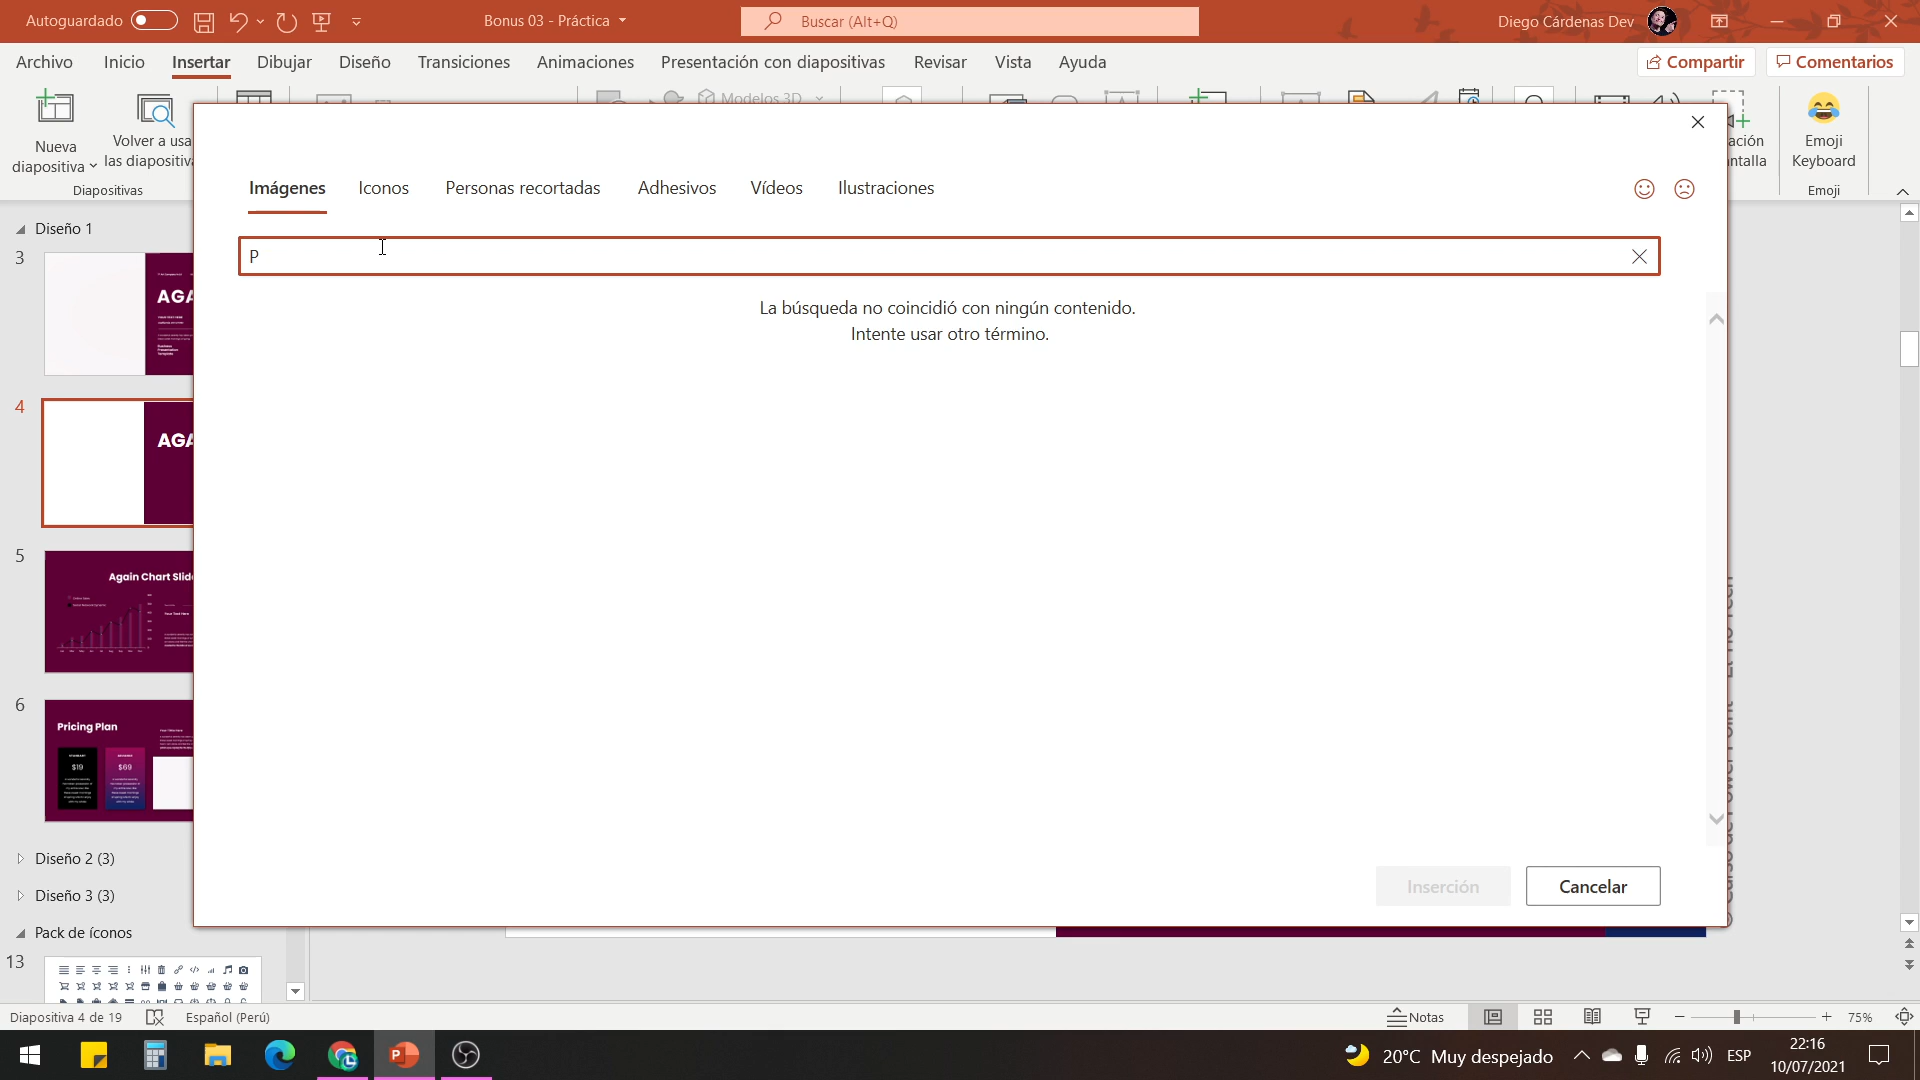 Autoguardado
Bonus 03 - Práctica
Buscar (Alt+Q)
Diego Cárdenas Dev
Archivo
Inicio
Insertar
Dibujar
Diseño
Transiciones
Animaciones
Presentación con diapositivas
Revisar
Vista
Ayuda
Compartir
Comentarios
Nueva
diapositiva
Volver a usa
las diapositiva
Diapositivas
Modelos 3D
ación
ntalla
Emoji
Keyboard
Emoji
Imágenes
Iconos
Personas recortadas
Adhesivos
Vídeos
Ilustraciones
P
La búsqueda no coincidió con ningún contenido.
Intente usar otro término.
Inserción
Cancelar
Diseño 1
3
AGA
4
AGA
5
Again Chart Slide
6
Pricing Plan
$19
$69
Diseño 2 (3)
Diseño 3 (3)
Pack de íconos
13
Diapositiva 4 de 19
Español (Perú)
Notas
75%
20°C Muy despejado
ESP
22:16
10/07/2021